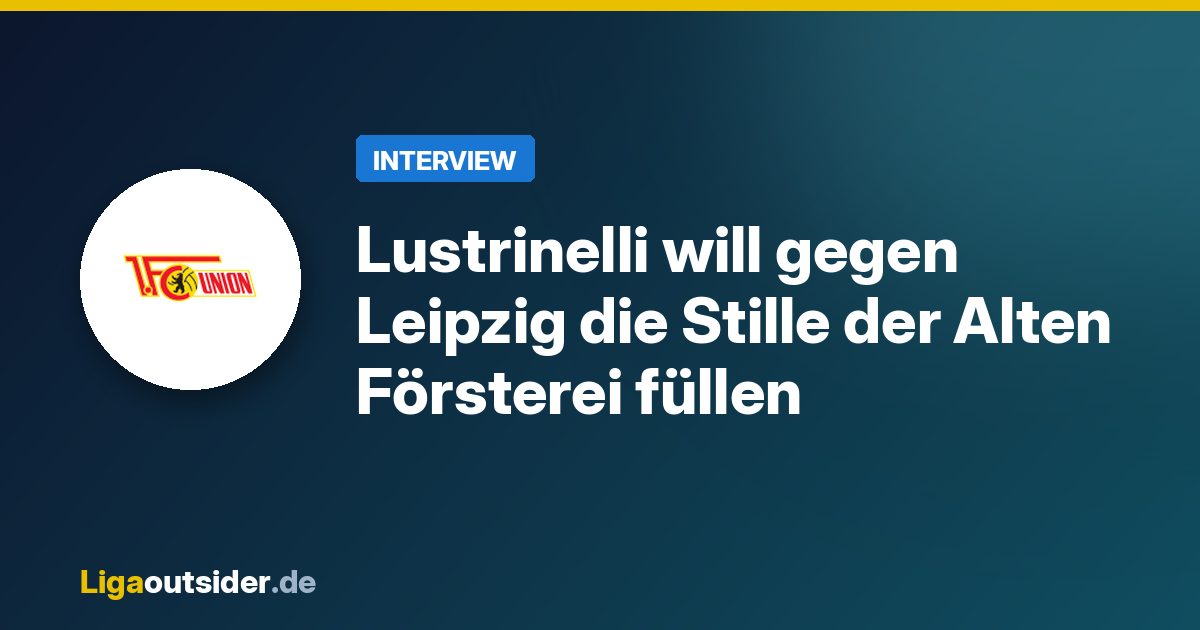 INTERVIEW
Lustrinelli will gegen
Leipzig die Stille der Alten
Försterei füllen
1.FC UNION
Ligaoutsider.de